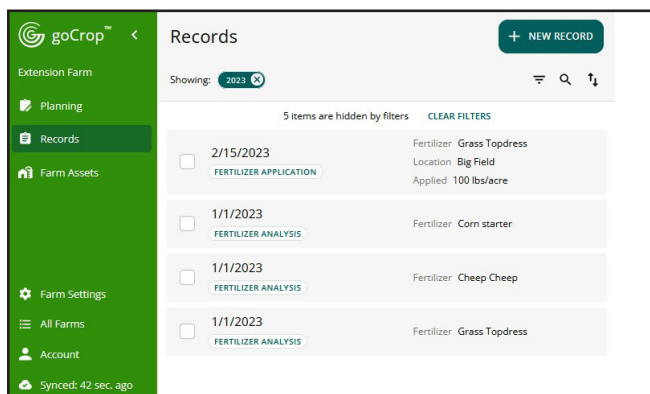 goCrop™
Extension Farm
Planning
Records
Farm Assets
Farm Settings
All Farms
Account
Synced: 42 sec. ago
Records
+ NEW RECORD
Showing: 2023
5 items are hidden by filters CLEAR FILTERS
2/15/2023
FERTILIZER APPLICATION
Fertilizer Grass Topdress
Location Big Field
Applied 100 lbs/acre
1/1/2023
FERTILIZER ANALYSIS
Fertilizer Corn starter
1/1/2023
FERTILIZER ANALYSIS
Fertilizer Cheep Cheep
1/1/2023
FERTILIZER ANALYSIS
Fertilizer Grass Topdress